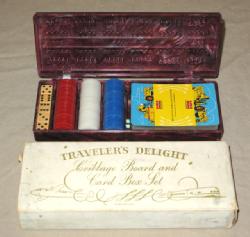 TRAVELER'S DELIGHT
Cribbage Board and
Card Box Set